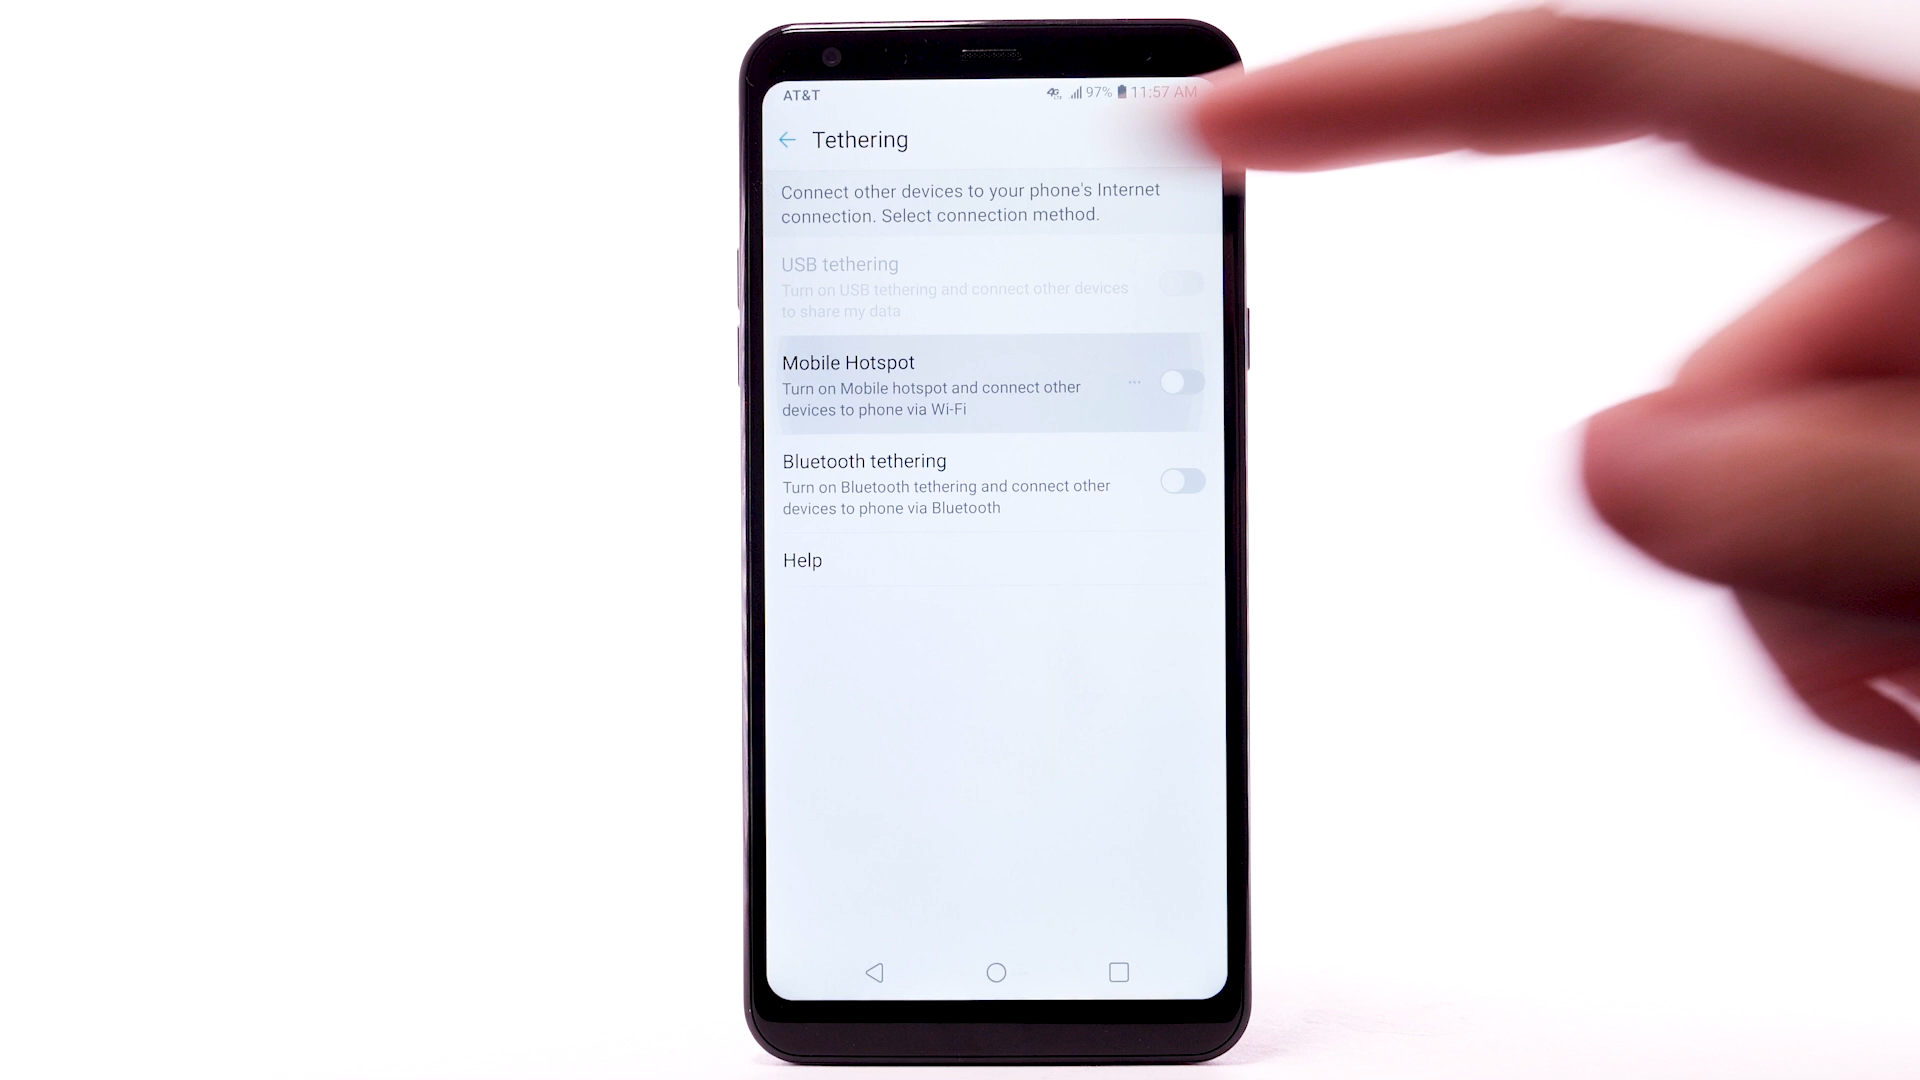 AT&T
4G LTE 97% 11:57 AM
Tethering
Connect other devices to your phone's Internet
connection. Select connection method.
USB tethering
Turn on USB tethering and connect other devices
to share my data
Mobile Hotspot
Turn on Mobile hotspot and connect other
devices to phone via Wi-Fi
Bluetooth tethering
Turn on Bluetooth tethering and connect other
devices to phone via Bluetooth
Help